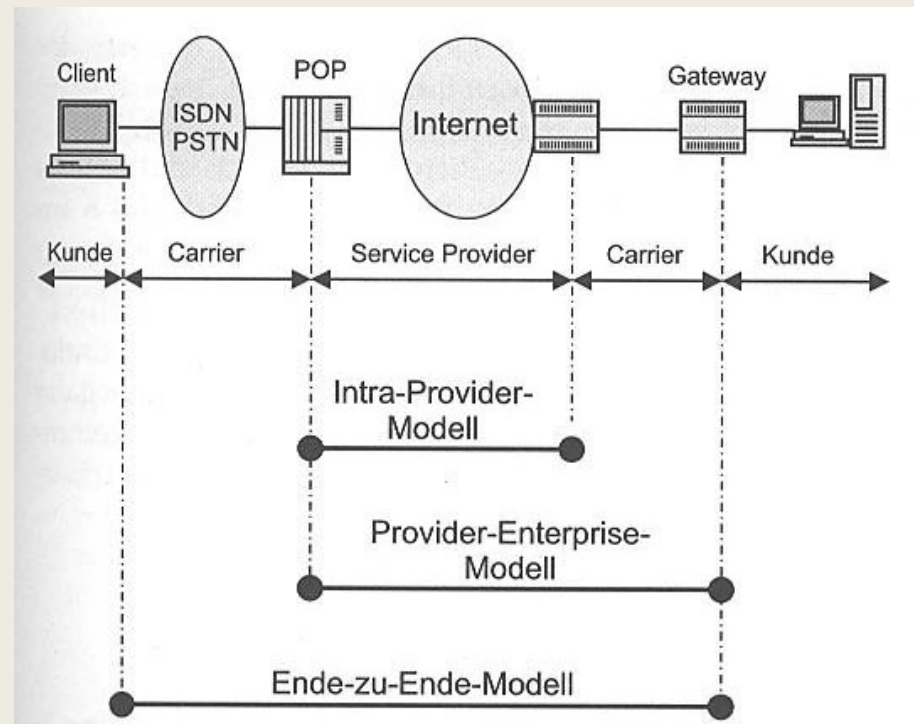 Client
ISDN
PSTN
POP
Internet
Gateway
Kunde
Carrier
Service Provider
Carrier
Kunde
Intra-Provider-
Modell
Provider-Enterprise-
Modell
Ende-zu-Ende-Modell